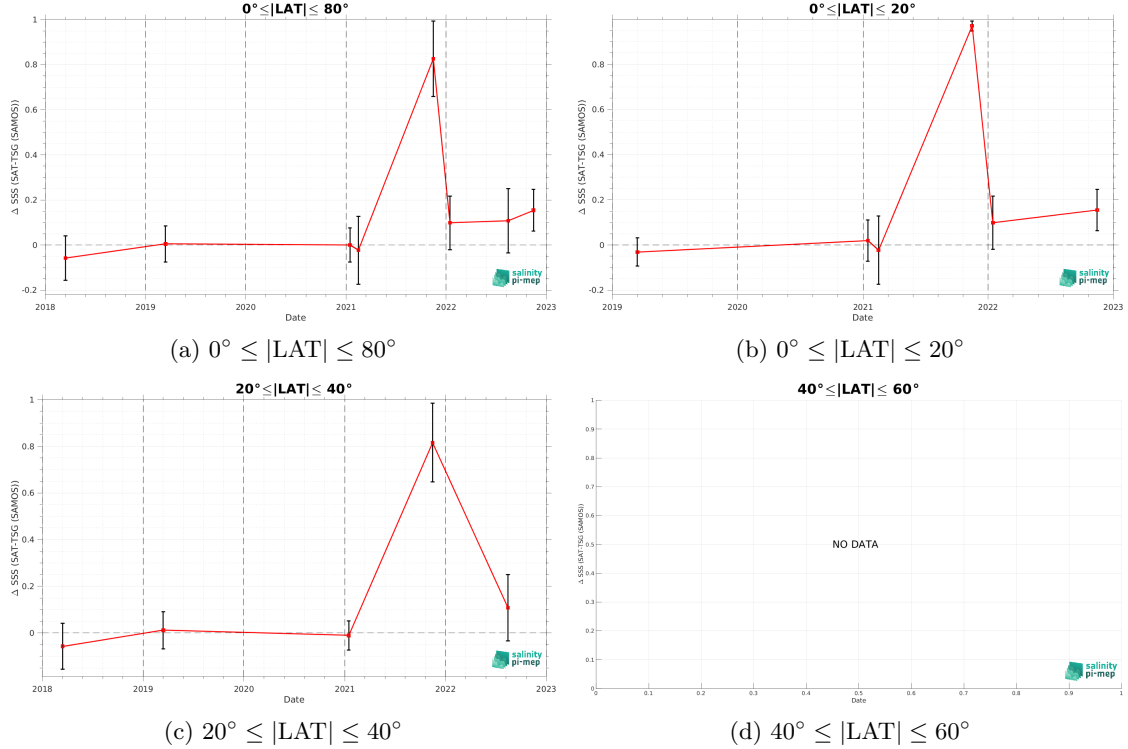 0°≤|LAT|≤ 80°
Δ SSS (SAT-TSG (SAMOS))
1
0.8
0.6
0.4
0.2
0
-0.2
2018 2019 2020 2021 2022 2023
Date
salinity
pi-mep
(a) 0° ≤ |LAT| ≤ 80°
0°≤|LAT|≤ 20°
Δ SSS (SAT-TSG (SAMOS))
1
0.8
0.6
0.4
0.2
0
-0.2
2019 2020 2021 2022 2023
Date
salinity
pi-mep
(b) 0° ≤ |LAT| ≤ 20°
20°≤|LAT|≤ 40°
Δ SSS (SAT-TSG (SAMOS))
1
0.8
0.6
0.4
0.2
0
2018 2019 2020 2021 2022 2023
Date
salinity
pi-mep
(c) 20° ≤ |LAT| ≤ 40°
40°≤|LAT|≤ 60°
Δ SSS (SAT-TSG (SAMOS))
1
0.9
0.8
0.7
0.6
0.5
0.4
0.3
0.2
0.1
0
NO DATA
0 0.1 0.2 0.3 0.4 0.5 0.6 0.7 0.8 0.9 1
Date
salinity
pi-mep
(d) 40° ≤ |LAT| ≤ 60°